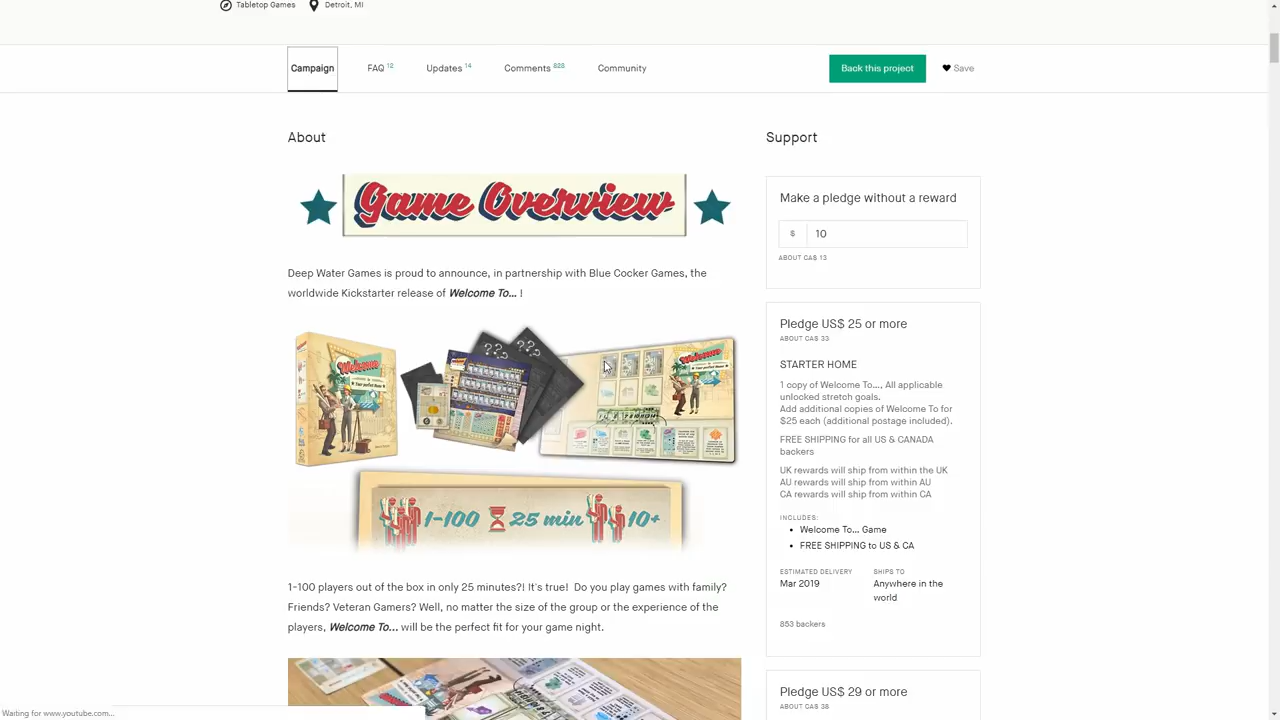 Tabletop Games
Detroit, MI
Campaign
FAQ 12
Updates 14
Comments 828
Community
Back this project
Save
About
Support
Game Overview
Make a pledge without a reward
$ 10
ABOUT CA$ 13
Deep Water Games is proud to announce, in partnership with Blue Cocker Games, the
worldwide Kickstarter release of Welcome To... !
Welcome
Your perfect Home
Welcome
1-100
25 min
10+
1-100 players out of the box in only 25 minutes?! It's true! Do you play games with family?
Friends? Veteran Gamers? Well, no matter the size of the group or the experience of the
players, Welcome To... will be the perfect fit for your game night.
Pledge US$ 25 or more
ABOUT CA$ 33
STARTER HOME
1 copy of Welcome To..., All applicable
unlocked stretch goals.
Add additional copies of Welcome To for
$25 each (additional postage included).
FREE SHIPPING for all US & CANADA
backers
UK rewards will ship from within the UK
AU rewards will ship from within AU
CA rewards will ship from within CA
INCLUDES:
Welcome To... Game
FREE SHIPPING to US & CA
ESTIMATED DELIVERY
Mar 2019
SHIPS TO
Anywhere in the
world
853 backers
Pledge US$ 29 or more
ABOUT CA$ 38
Waiting for www.youtube.com...